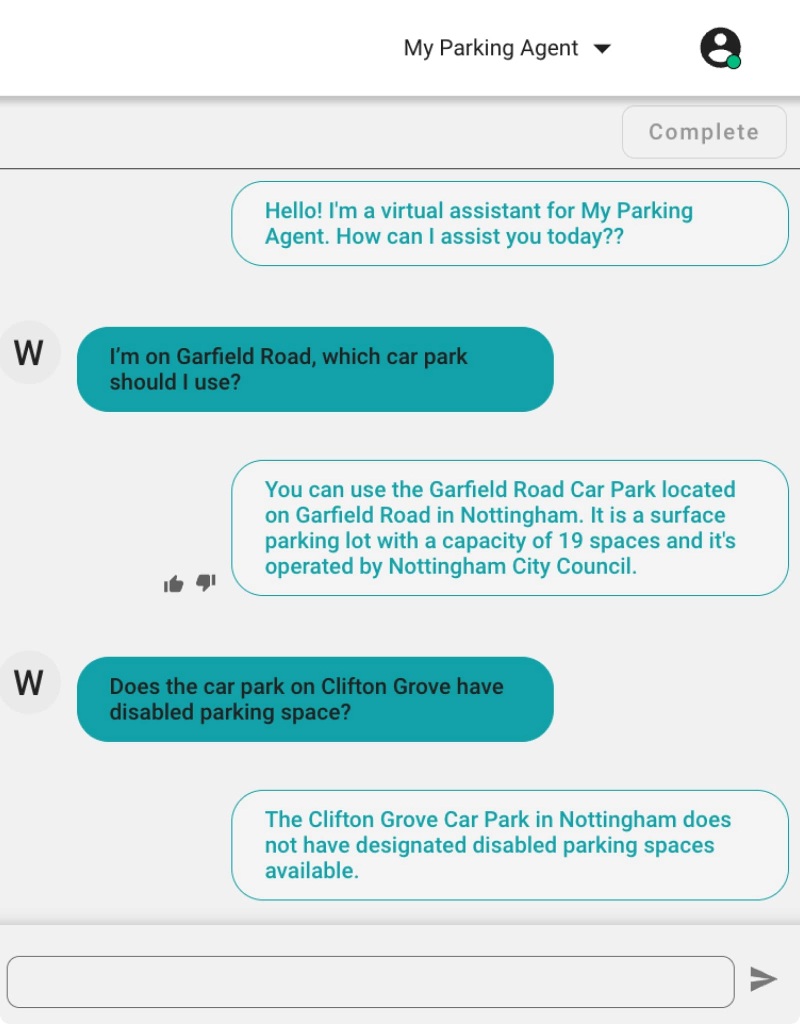 My Parking Agent
Complete
Hello! I'm a virtual assistant for My Parking
Agent. How can I assist you today??
W
I’m on Garfield Road, which car park
should I use?
You can use the Garfield Road Car Park located
on Garfield Road in Nottingham. It is a surface
parking lot with a capacity of 19 spaces and it's
operated by Nottingham City Council.
W
Does the car park on Clifton Grove have
disabled parking space?
The Clifton Grove Car Park in Nottingham does
not have designated disabled parking spaces
available.